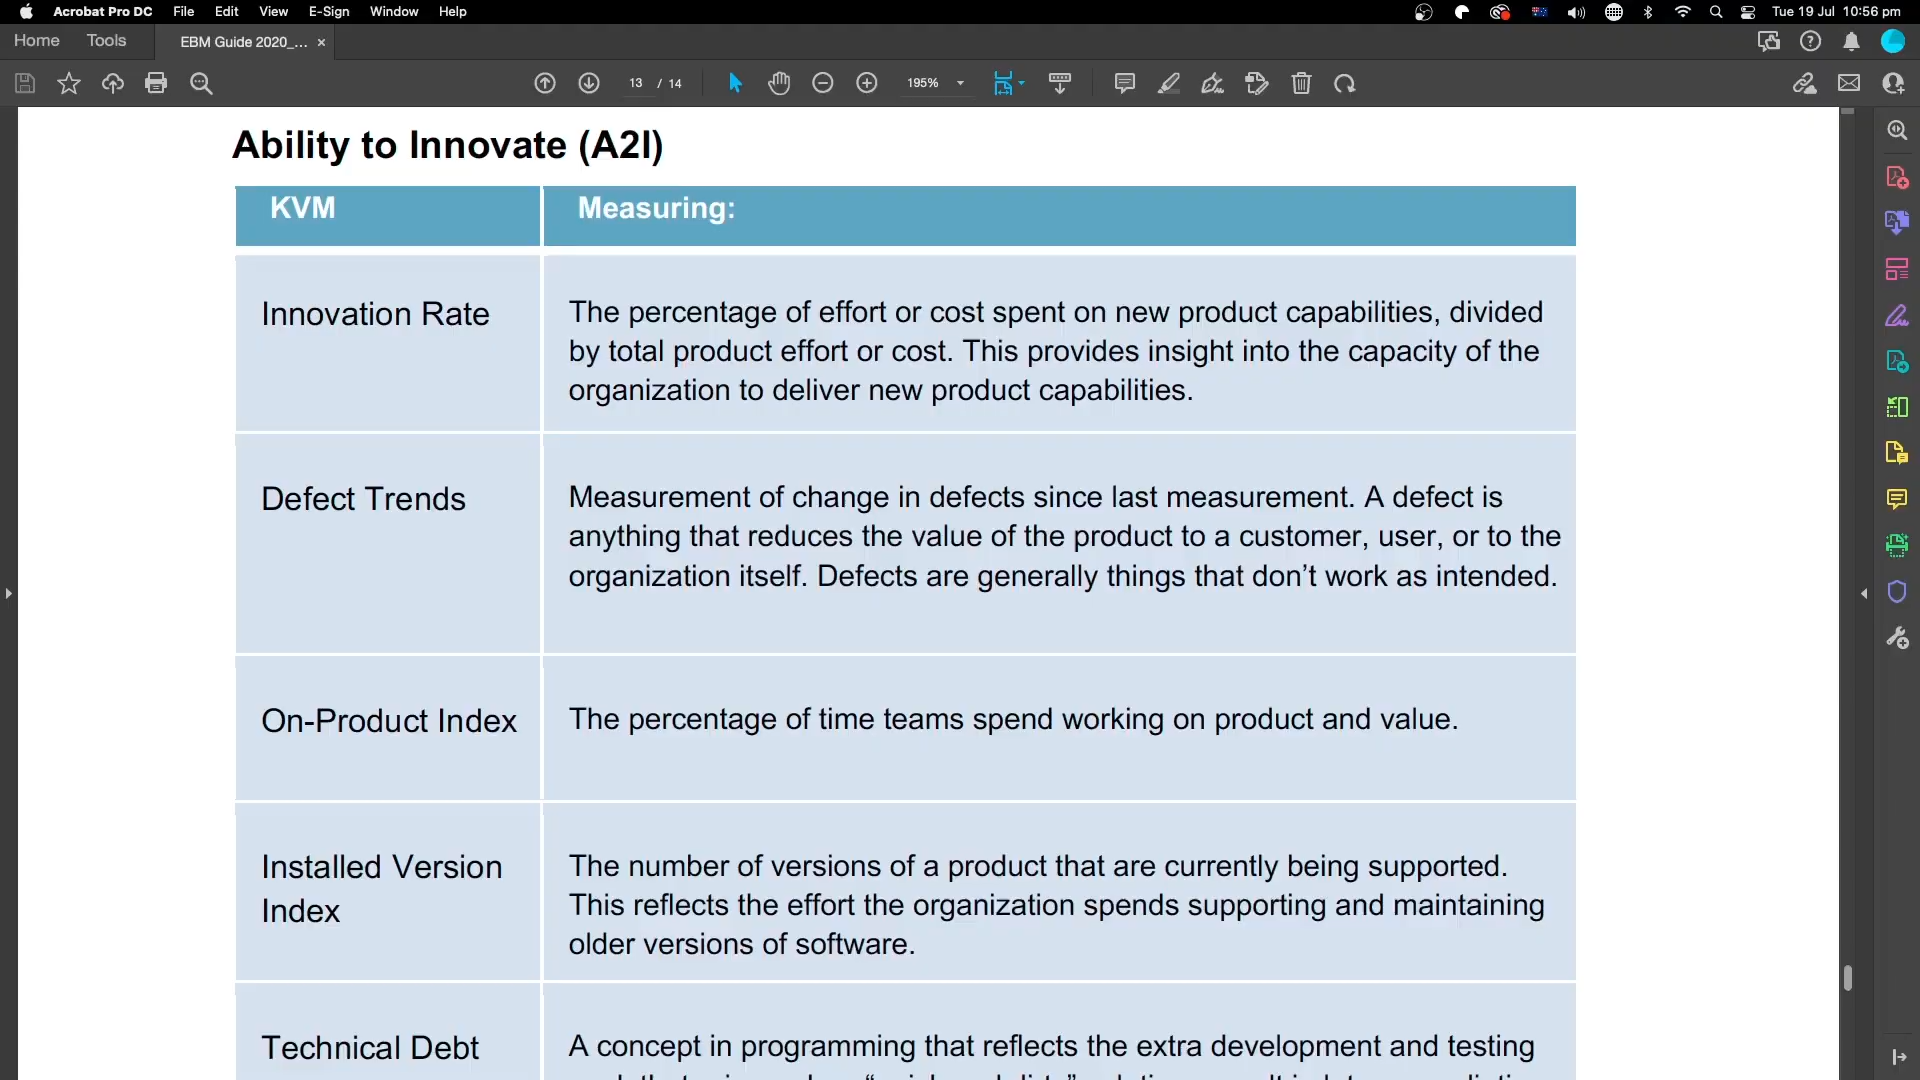 Acrobat Pro DC File Edit View E-Sign Window Help Tue 19 Jul 10:56 pm
Home Tools EBM Guide 2020_... ×
13 / 14 195%
Ability to Innovate (A2I)
KVM Measuring:
Innovation Rate
The percentage of effort or cost spent on new product capabilities, divided
by total product effort or cost. This provides insight into the capacity of the
organization to deliver new product capabilities.
Defect Trends
Measurement of change in defects since last measurement. A defect is
anything that reduces the value of the product to a customer, user, or to the
organization itself. Defects are generally things that don’t work as intended.
On-Product Index
The percentage of time teams spend working on product and value.
Installed Version
Index
The number of versions of a product that are currently being supported.
This reflects the effort the organization spends supporting and maintaining
older versions of software.
Technical Debt
A concept in programming that reflects the extra development and testing